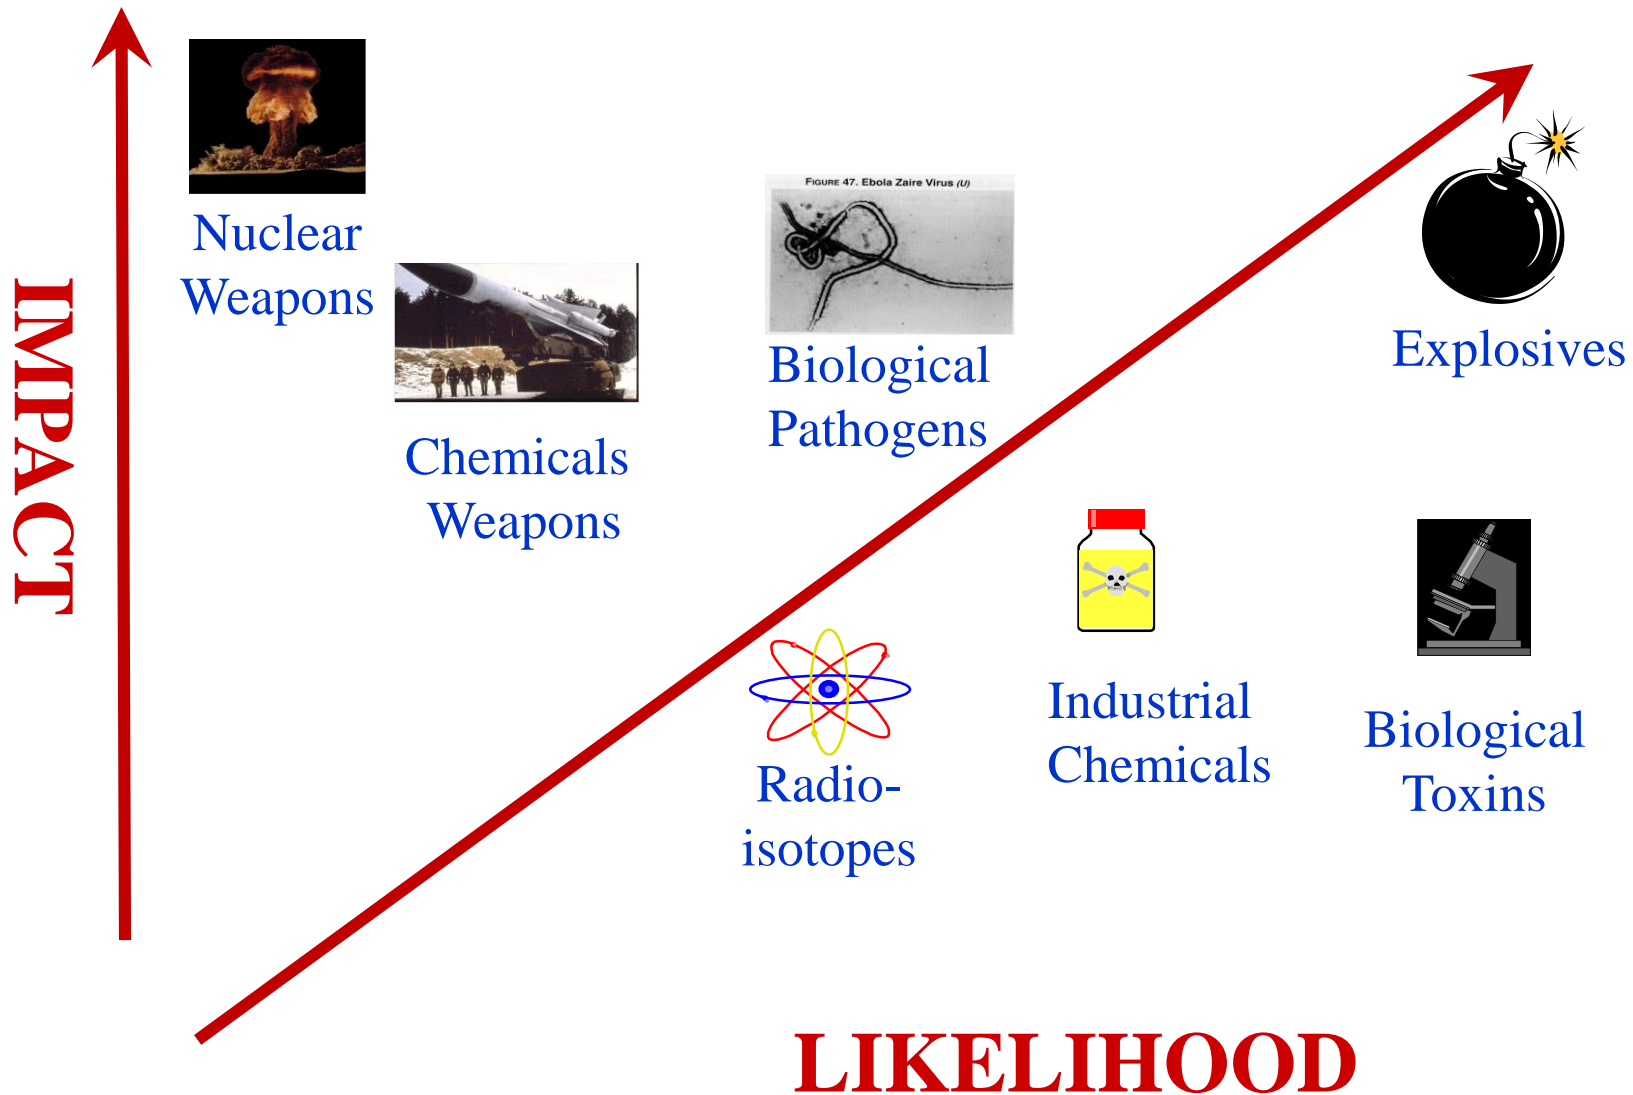 IMPACT
Nuclear
Weapons
Chemicals
Weapons
FIGURE 47. Ebola Zaire Virus (U)
Biological
Pathogens
Explosives
Radio-
isotopes
Industrial
Chemicals
Biological
Toxins
LIKELIHOOD